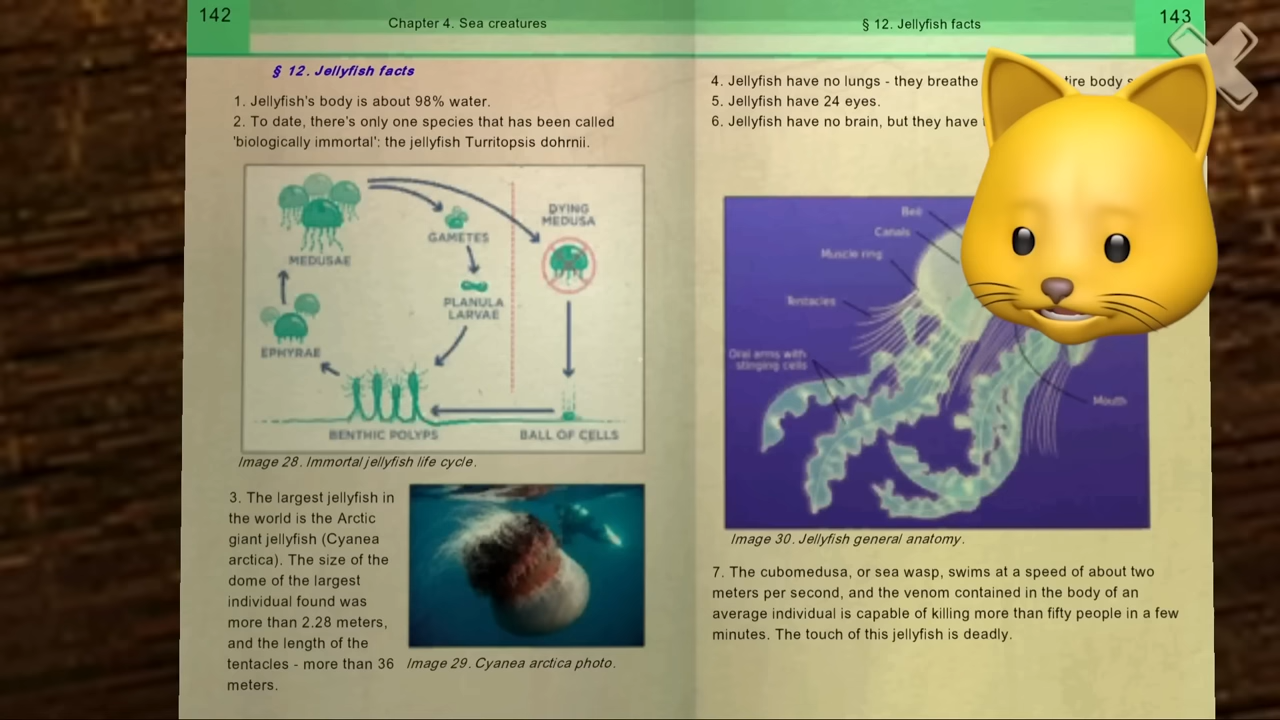 142
Chapter 4. Sea creatures
§ 12. Jellyfish facts
1. Jellyfish's body is about 98% water.
2. To date, there's only one species that has been called
'biologically immortal': the jellyfish Turritopsis dohrnii.
MEDUSAE
GAMETES
PLANULA
LARVAE
EPHYRAE
BENTHIC POLYPS
DYING
MEDUSA
BALL OF CELLS
Image 28. Immortal jellyfish life cycle.
3. The largest jellyfish in
the world is the Arctic
giant jellyfish (Cyanea
arctica). The size of the
dome of the largest
individual found was
more than 2.28 meters,
and the length of the
tentacles - more than 36
meters.
Image 29. Cyanea arctica photo.
§ 12. Jellyfish facts
143
4. Jellyfish have no lungs - they breathe body
5. Jellyfish have 24 eyes.
6. Jellyfish have no brain, but they have
Bell
Canals
Muscle ring
Tentacles
Oral arms with
stinging cells
Mouth
Image 30. Jellyfish general anatomy.
7. The cubomedusa, or sea wasp, swims at a speed of about two
meters per second, and the venom contained in the body of an
average individual is capable of killing more than fifty people in a few
minutes. The touch of this jellyfish is deadly.